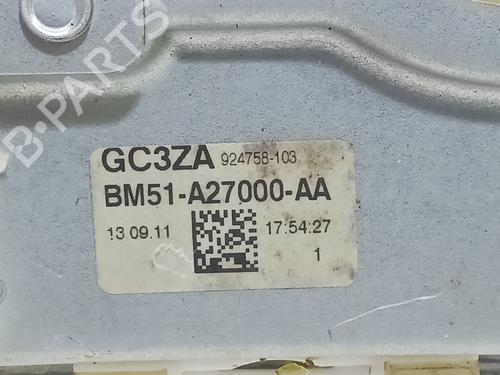 B-PARTS
GC3ZA 924758-103
BM51-A27000-AA
13 09.11 17:54:27
1